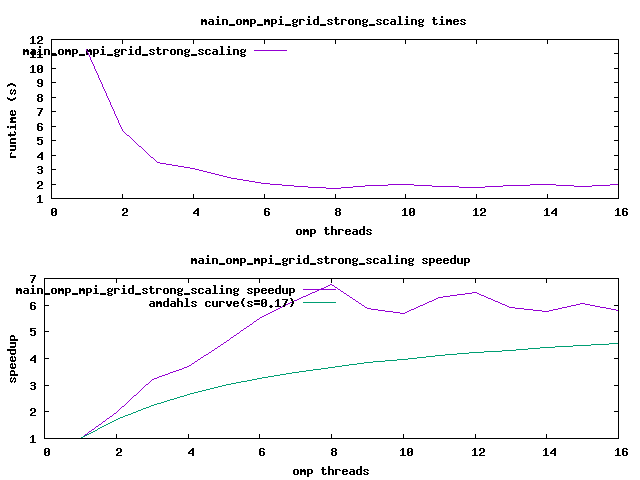 main_omp_mpi_grid_strong_scaling times
12
main_omp_mpi_grid_strong_scaling
11
10
9
8
7
6
5
4
3
2
1
runtime (s)
0 2 4 6 8 10 12 14 16
omp threads
main_omp_mpi_grid_strong_scaling speedup
7
main_omp_mpi_grid_strong_scaling speedup
amdahls curve(s=0.17)
6
5
4
3
2
1
speedup
0 2 4 6 8 10 12 14 16
omp threads